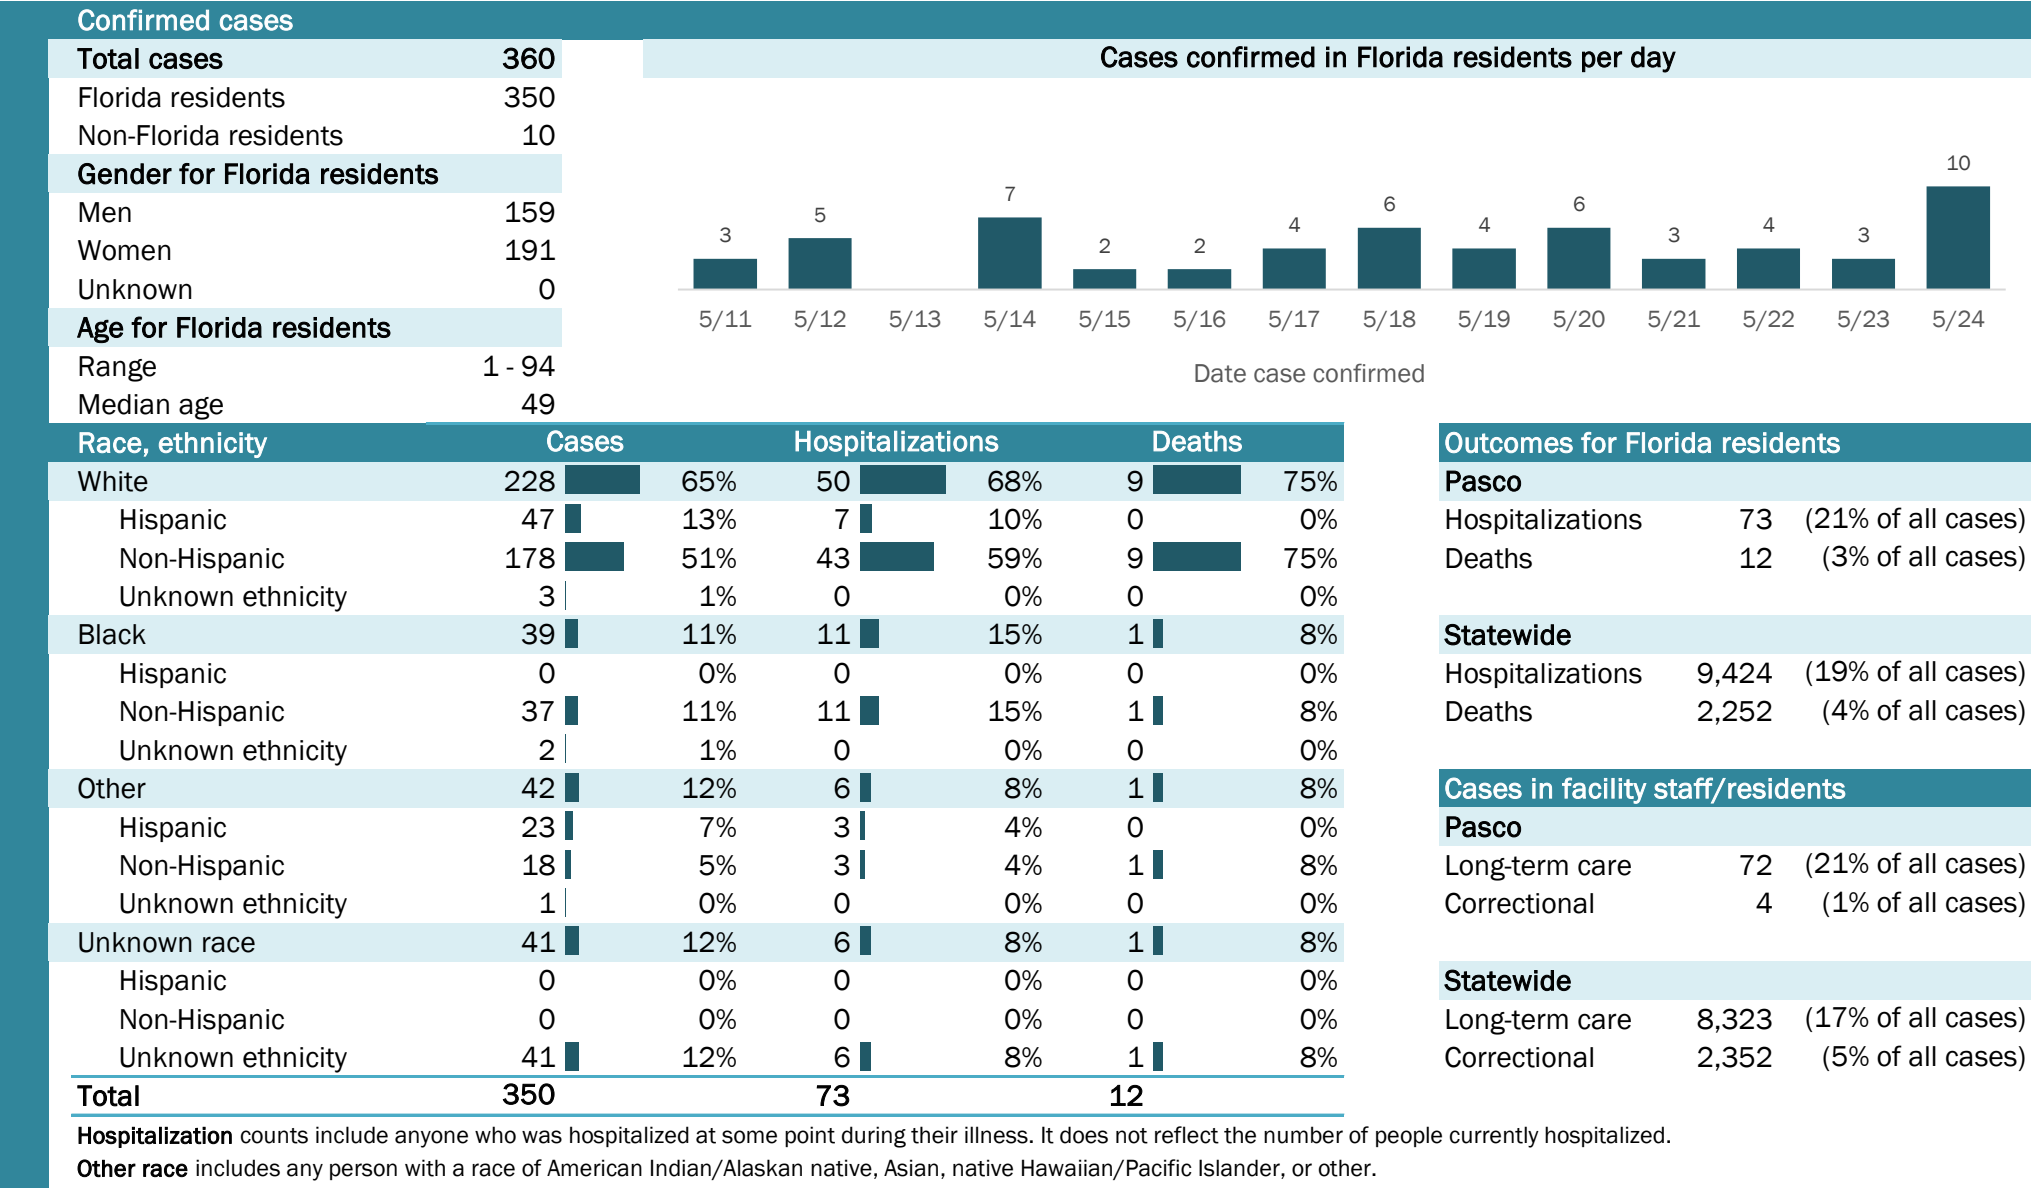 Confirmed cases
Total cases 360
Florida residents 350
Non-Florida residents 10
Gender for Florida residents
Men 159
Women 191
Unknown 0
Age for Florida residents
Range 1 - 94
Median age 49
Cases confirmed in Florida residents per day
3 5 7 2 2 4 6 4 6 3 4 3 10
5/11 5/12 5/13 5/14 5/15 5/16 5/17 5/18 5/19 5/20 5/21 5/22 5/23 5/24
Date case confirmed
Race, ethnicity Cases Hospitalizations Deaths
White 228 65% 50 68% 9 75%
Hispanic 47 13% 7 10% 0 0%
Non-Hispanic 178 51% 43 59% 9 75%
Unknown ethnicity 3 1% 0 0% 0 0%
Black 39 11% 11 15% 1 8%
Hispanic 0 0% 0 0% 0 0%
Non-Hispanic 37 11% 11 15% 1 8%
Unknown ethnicity 2 1% 0 0% 0 0%
Other 42 12% 6 8% 1 8%
Hispanic 23 7% 3 4% 0 0%
Non-Hispanic 18 5% 3 4% 1 8%
Unknown ethnicity 1 0% 0 0% 0 0%
Unknown race 41 12% 6 8% 1 8%
Hispanic 0 0% 0 0% 0 0%
Non-Hispanic 0 0% 0 0% 0 0%
Unknown ethnicity 41 12% 6 8% 1 8%
Total 350 73 12
Outcomes for Florida residents
Pasco
Hospitalizations 73 (21% of all cases)
Deaths 12 (3% of all cases)
Statewide
Hospitalizations 9,424 (19% of all cases)
Deaths 2,252 (4% of all cases)
Cases in facility staff/residents
Pasco
Long-term care 72 (21% of all cases)
Correctional 4 (1% of all cases)
Statewide
Long-term care 8,323 (17% of all cases)
Correctional 2,352 (5% of all cases)
Hospitalization counts include anyone who was hospitalized at some point during their illness. It does not reflect the number of people currently hospitalized.
Other race includes any person with a race of American Indian/Alaskan native, Asian, native Hawaiian/Pacific Islander, or other.